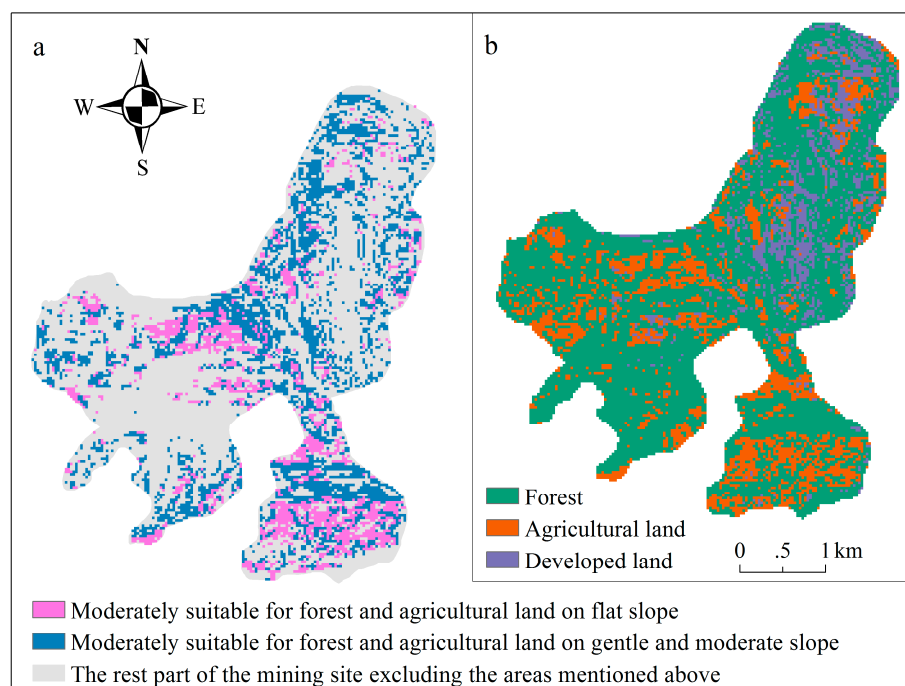 a
b
N
W E
S
Forest
Agricultural land
Developed land
0 .5 1 km
Moderately suitable for forest and agricultural land on flat slope
Moderately suitable for forest and agricultural land on gentle and moderate slope
The rest part of the mining site excluding the areas mentioned above